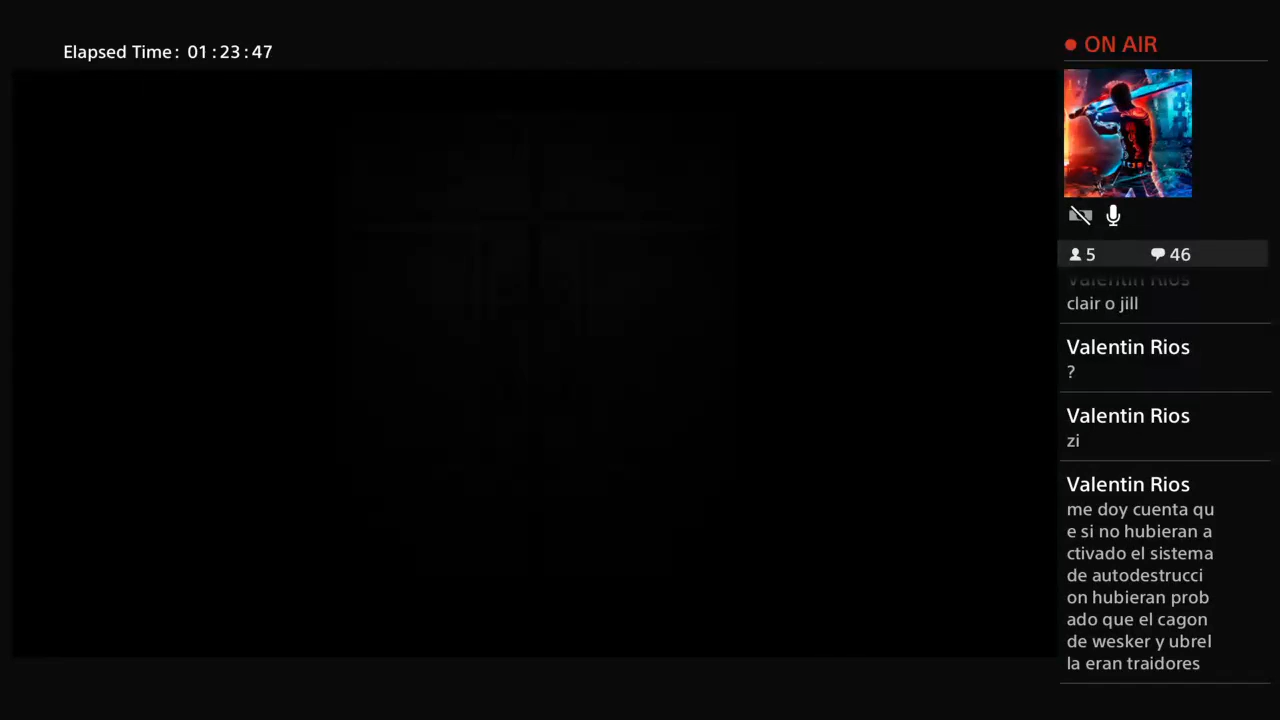 Elapsed Time: 01:23:47
ON AIR
5 46
Valentin Rios
clair o jill
Valentin Rios
?
Valentin Rios
zi
Valentin Rios
me doy cuenta qu
e si no hubieran a
ctivado el sistema
de autodestrucci
on hubieran prob
ado que el cagon
de wesker y ubrel
la eran traidores